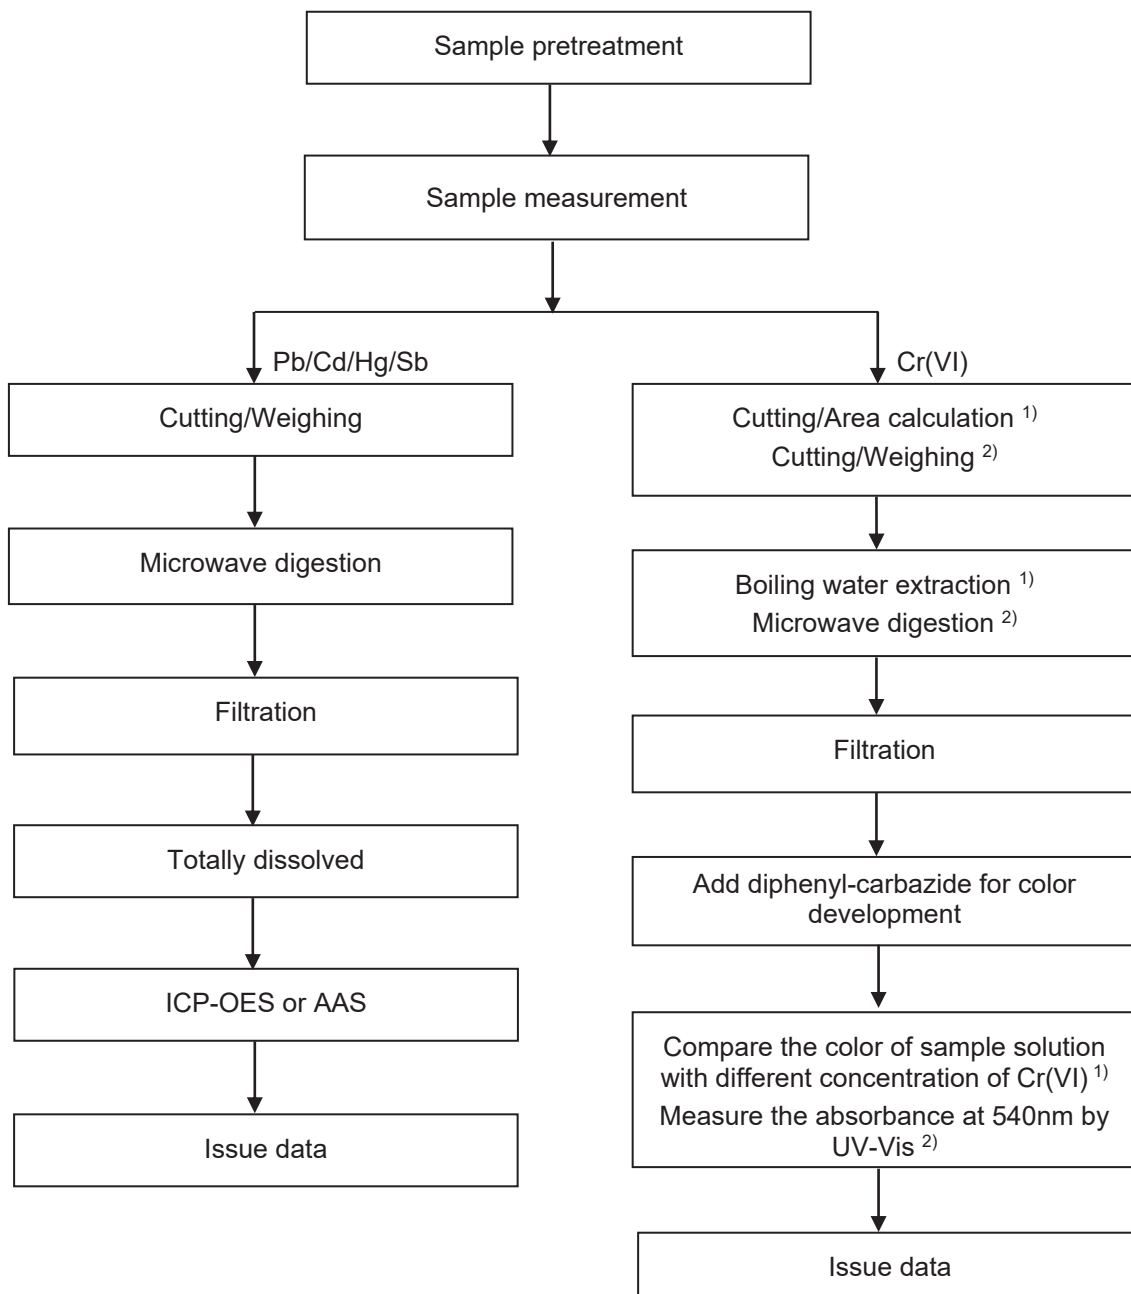 Sample pretreatment
Sample measurement
Pb/Cd/Hg/Sb
Cutting/Weighing
Microwave digestion
Filtration
Totally dissolved
ICP-OES or AAS
Issue data
Cr(VI)
Cutting/Area calculation 1)
Cutting/Weighing 2)
Boiling water extraction 1)
Microwave digestion 2)
Filtration
Add diphenyl-carbazide for color
development
Compare the color of sample solution
with different concentration of Cr(VI) 1)
Measure the absorbance at 540nm by
UV-Vis 2)
Issue data